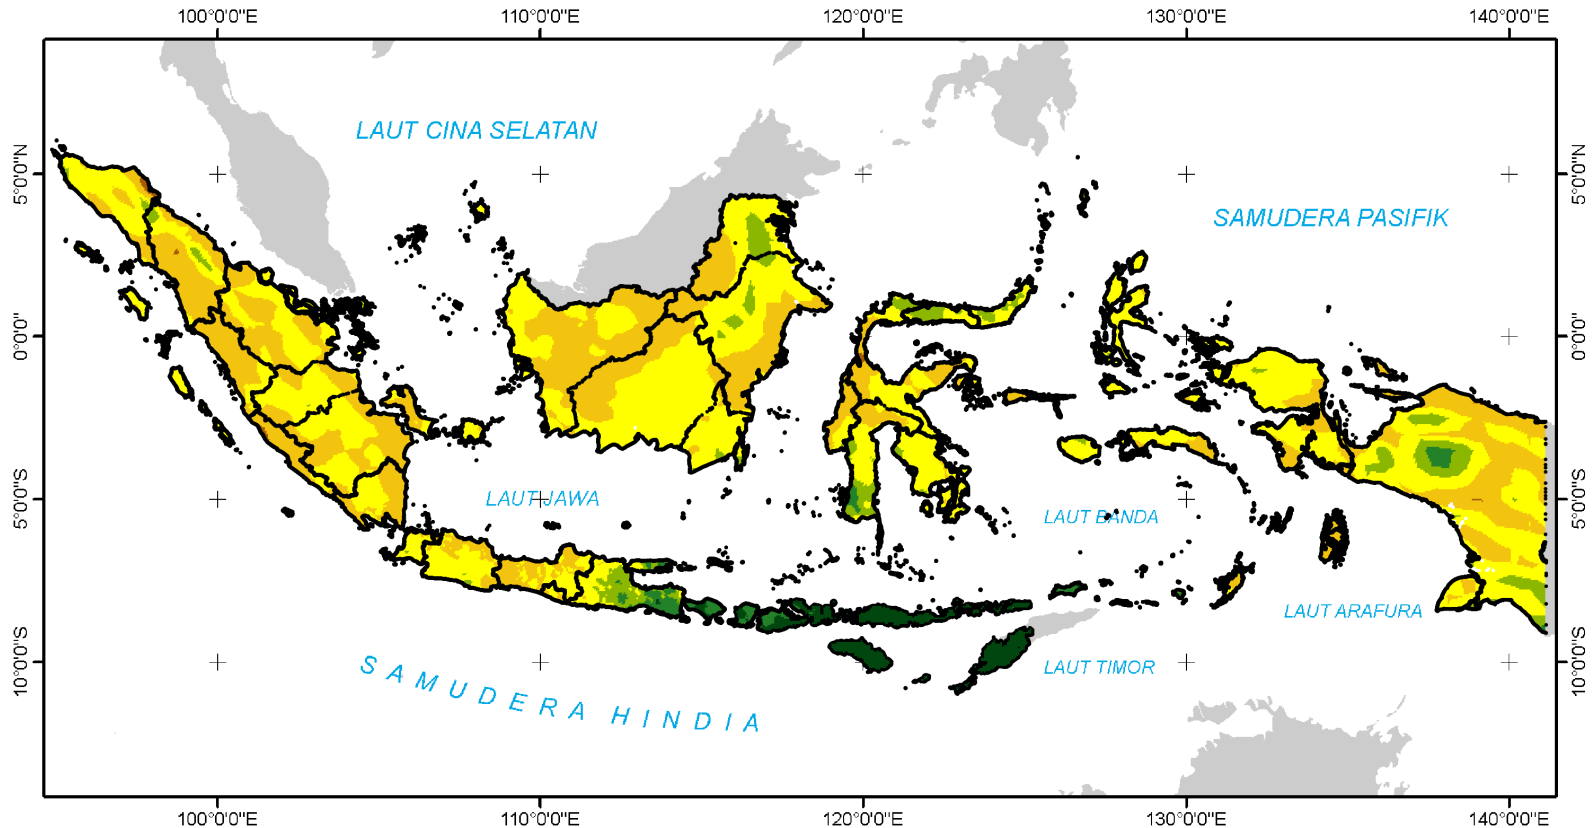 100°0'0"E 110°0'0"E 120°0'0"E 130°0'0"E 140°0'0"E
LAUT CINA SELATAN
5°0'0"N 5°0'0"N
SAMUDERA PASIFIK
0°0'0" 0°0'0"
5°0'0"S LAUT JAWA 5°0'0"S
LAUT BANDA
LAUT ARAFURA
10°0'0"S LAUT TIMOR 10°0'0"S
SAMUDERA HINDIA
100°0'0"E 110°0'0"E 120°0'0"E 130°0'0"E 140°0'0"E